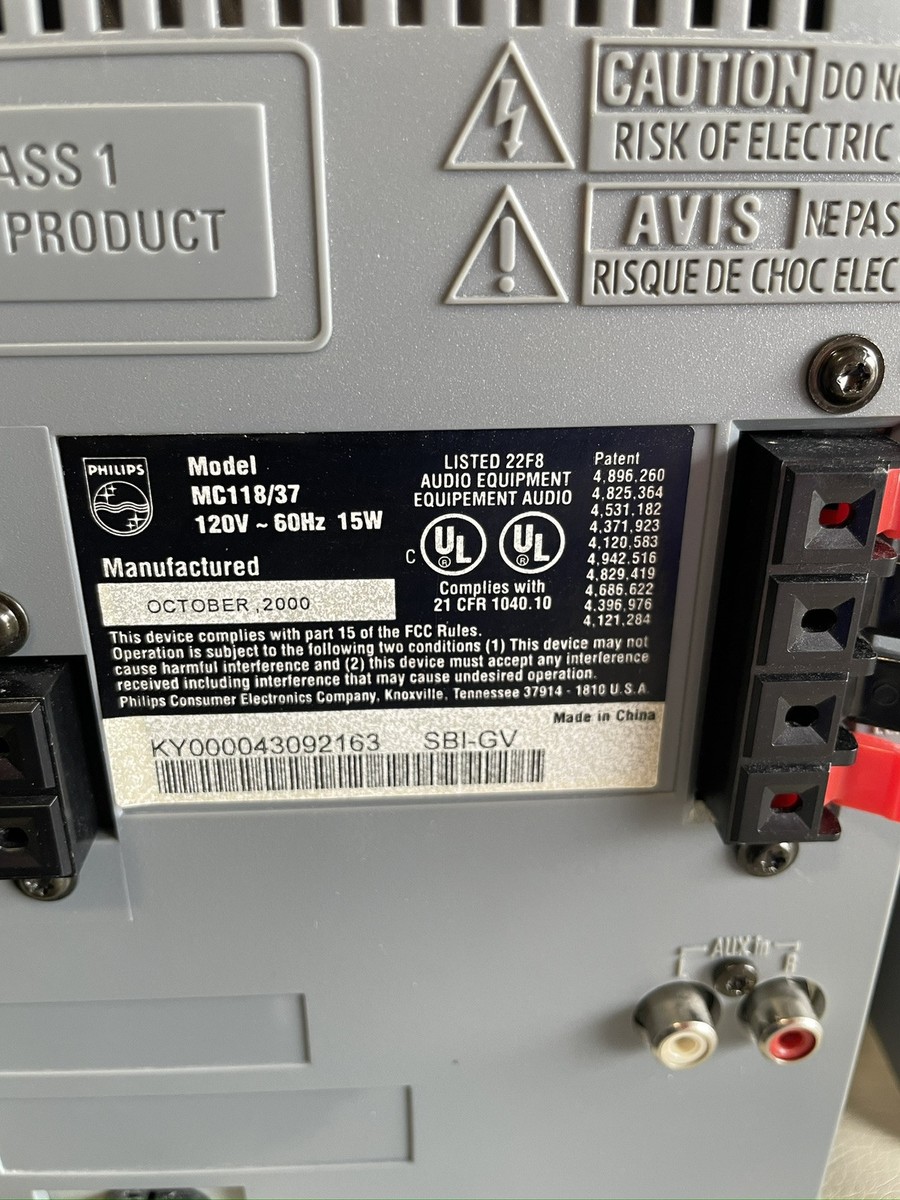 ASS 1
PRODUCT
CAUTION DO NO
RISK OF ELECTRIC
AVIS NE PAS
RISQUE DE CHOC ELEC
PHILIPS
Model
MC118/37
120V ~ 60Hz 15W
LISTED 22F8
AUDIO EQUIPMENT
EQUIPEMENT AUDIO
C UL ® UL ®
Complies with
21 CFR 1040.10
Patent
4,896,260
4,825,364
4,531,182
4,371,923
4,120,583
4,942,516
4,829,419
4,686,622
4,396,976
4,121,284
Manufactured
OCTOBER ,2000
This device complies with part 15 of the FCC Rules.
Operation is subject to the following two conditions (1) This device may not
cause harmful interference and (2) this device must accept any interference
received including interference that may cause undesired operation.
Philips Consumer Electronics Company, Knoxville, Tennessee 37914 - 1810 U.S.A.
Made in China
KY000043092163 SBI-GV
AUX In
L R